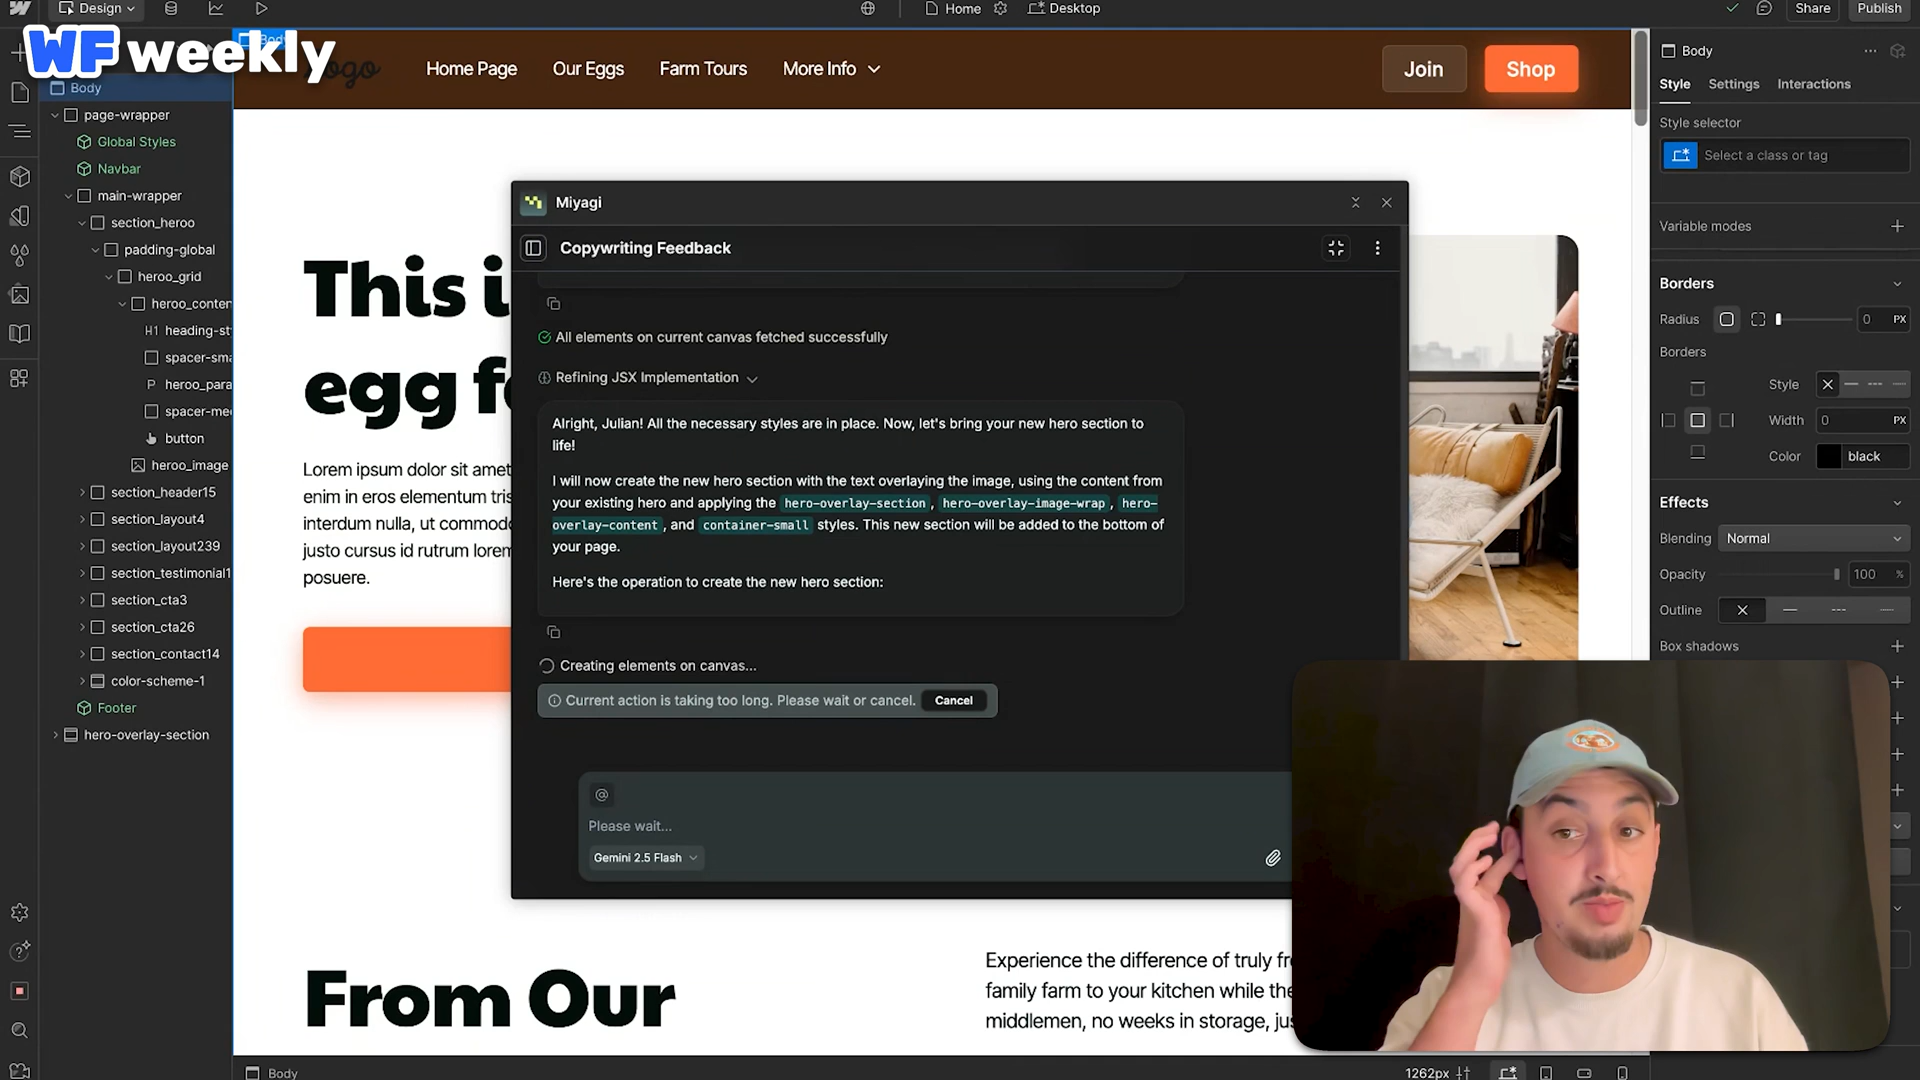 Design
Home
Desktop
Share
Publish
WF weekly
Logo
Home Page
Our Eggs
Farm Tours
More Info
Join
Shop
Body
page-wrapper
Global Styles
Navbar
main-wrapper
section_heroo
padding-global
heroo_grid
heroo_conten
H1 heading-st
spacer-sma
P heroo_para
spacer-me
button
heroo_image
section_header15
section_layout4
section_layout239
section_testimonial1
section_cta3
section_cta26
section_contact14
color-scheme-1
Footer
hero-overlay-section
This i
egg f
Lorem ipsum dolor sit amet
enim in eros elementum tris
interdum nulla, ut commod
justo cursus id rutrum lorem
posuere.
Miyagi
Copywriting Feedback
All elements on current canvas fetched successfully
Refining JSX Implementation
Alright, Julian! All the necessary styles are in place. Now, let's bring your new hero section to
life!
I will now create the new hero section with the text overlaying the image, using the content from
your existing hero and applying the hero-overlay-section , hero-overlay-image-wrap , hero-
overlay-content , and container-small styles. This new section will be added to the bottom of
your page.
Here's the operation to create the new hero section:
Creating elements on canvas...
Current action is taking too long. Please wait or cancel. Cancel
@
Please wait...
Gemini 2.5 Flash
From Our
Experience the difference of truly fr
family farm to your kitchen while the
middlemen, no weeks in storage, jus
Body
1262px
Body
Style
Settings
Interactions
Style selector
Select a class or tag
Variable modes
Borders
Radius 0 PX
Borders
Style
Width 0 PX
Color black
Effects
Blending Normal
Opacity 100 %
Outline
Box shadows